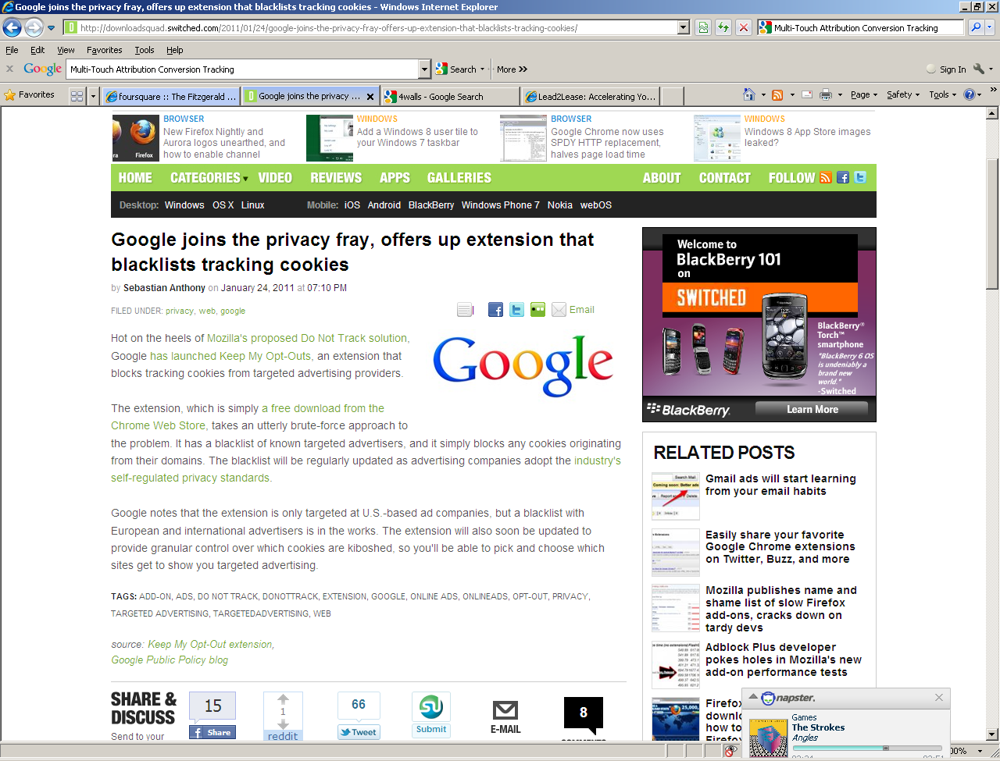 Google joins the privacy fray, offers up extension that blacklists tracking cookies - Windows Internet Explorer
http://downloadsquad.switched.com/2011/01/24/google-joins-the-privacy-fray-offers-up-extension-that-blacklists-tracking-cookies/
Multi-Touch Attribution Conversion Tracking
File Edit View Favorites Tools Help
x Google Multi-Touch Attribution Conversion Tracking Search More >> Sign In
Favorites
foursquare :: The Fitzgerald ...
Google joins the privacy ... X
4walls - Google Search
Lead2Lease: Accelerating Yo...
Page Safety Tools
BROWSER
New Firefox Nightly and
Aurora logos unearthed, and
how to enable channel
Firefox
WINDOWS
Add a Windows 8 user tile to
your Windows 7 taskbar
BROWSER
Google Chrome now uses
SPDY HTTP replacement,
halves page load time
WINDOWS
Windows 8 App Store images
leaked?
HOME CATEGORIES VIDEO REVIEWS APPS GALLERIES ABOUT CONTACT FOLLOW
Desktop: Windows OS X Linux Mobile: iOS Android BlackBerry Windows Phone 7 Nokia webOS
Google joins the privacy fray, offers up extension that
blacklists tracking cookies
by Sebastian Anthony on January 24, 2011 at 07:10 PM
FILED UNDER: privacy, web, google
Email
Google
Hot on the heels of Mozilla's proposed Do Not Track solution,
Google has launched Keep My Opt-Outs, an extension that
blocks tracking cookies from targeted advertising providers.
The extension, which is simply a free download from the
Chrome Web Store, takes an utterly brute-force approach to
the problem. It has a blacklist of known targeted advertisers, and it simply blocks any cookies originating
from their domains. The blacklist will be regularly updated as advertising companies adopt the industry's
self-regulated privacy standards.
Google notes that the extension is only targeted at U.S.-based ad companies, but a blacklist with
European and international advertisers is in the works. The extension will also soon be updated to
provide granular control over which cookies are kiboshed, so you'll be able to pick and choose which
sites get to show you targeted advertising.
TAGS: ADD-ON, ADS, DO NOT TRACK, DONOTTRACK, EXTENSION, GOOGLE, ONLINE ADS, ONLINEADS, OPT-OUT, PRIVACY,
TARGETED ADVERTISING, TARGETEDADVERTISING, WEB
source: Keep My Opt-Out extension,
Google Public Policy blog
SHARE &
DISCUSS
Send to your
15
Share
1
reddit
66
Tweet
Submit
E-MAIL
8
Welcome to
BlackBerry 101
on
SWITCHED
BlackBerry®
Torch™
smartphone
"BlackBerry 6 OS
is undeniably a
brand new
world."
-Switched
BlackBerry.
Learn More
RELATED POSTS
Gmail ads will start learning
from your email habits
Easily share your favorite
Google Chrome extensions
on Twitter, Buzz, and more
Mozilla publishes name and
shame list of slow Firefox
add-ons, cracks down on
tardy devs
Adblock Plus developer
pokes holes in Mozilla's new
add-on performance tests
25,000,
napster.
Games
The Strokes
Angles